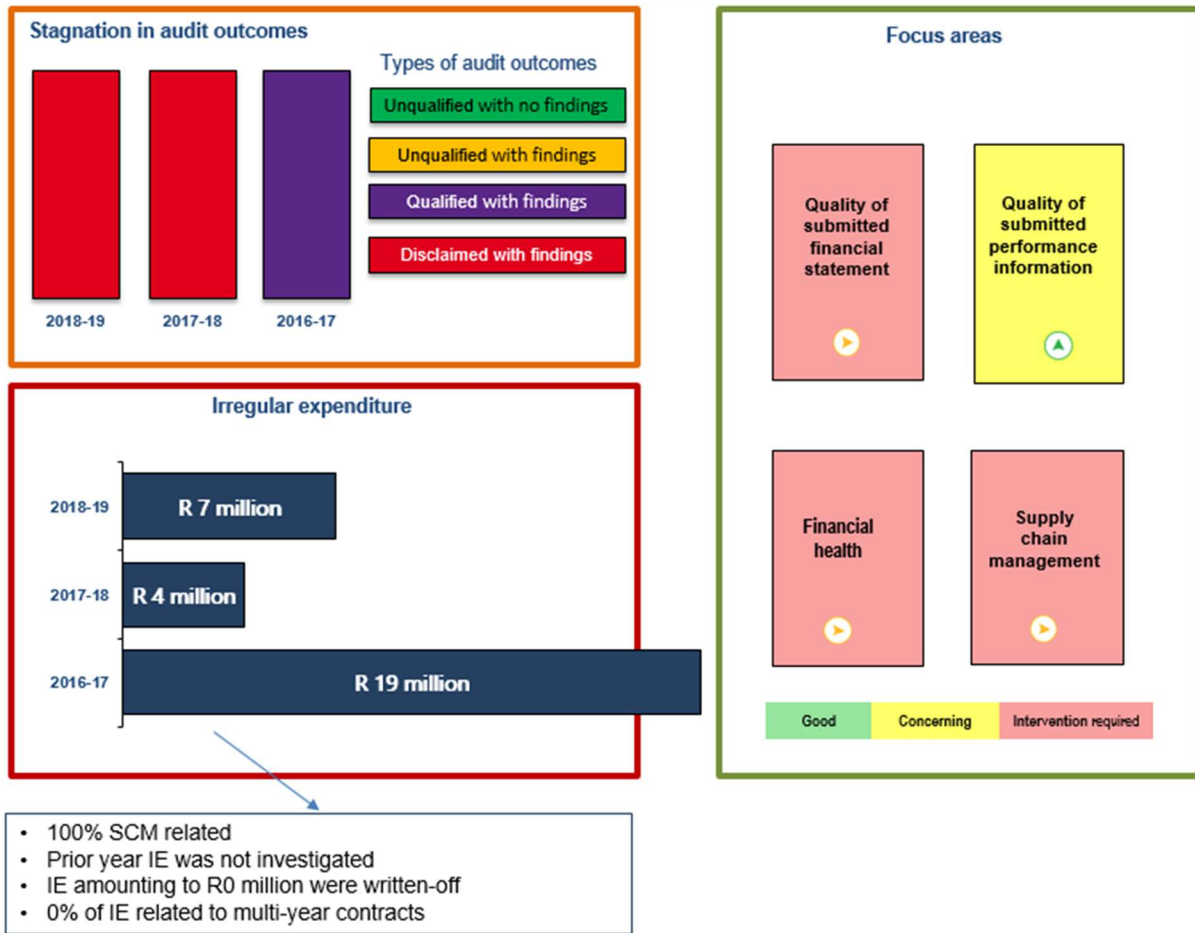 Stagnation in audit outcomes
Types of audit outcomes
Unqualified with no findings
Unqualified with findings
Qualified with findings
Disclaimed with findings
2018-19
2017-18
2016-17
Irregular expenditure
2018-19
R 7 million
2017-18
R 4 million
2016-17
R 19 million
• 100% SCM related
• Prior year IE was not investigated
• IE amounting to R0 million were written-off
• 0% of IE related to multi-year contracts
Focus areas
Quality of
submitted
financial
statement
Quality of
submitted
performance
information
Financial
health
Supply
chain
management
Good
Concerning
Intervention required